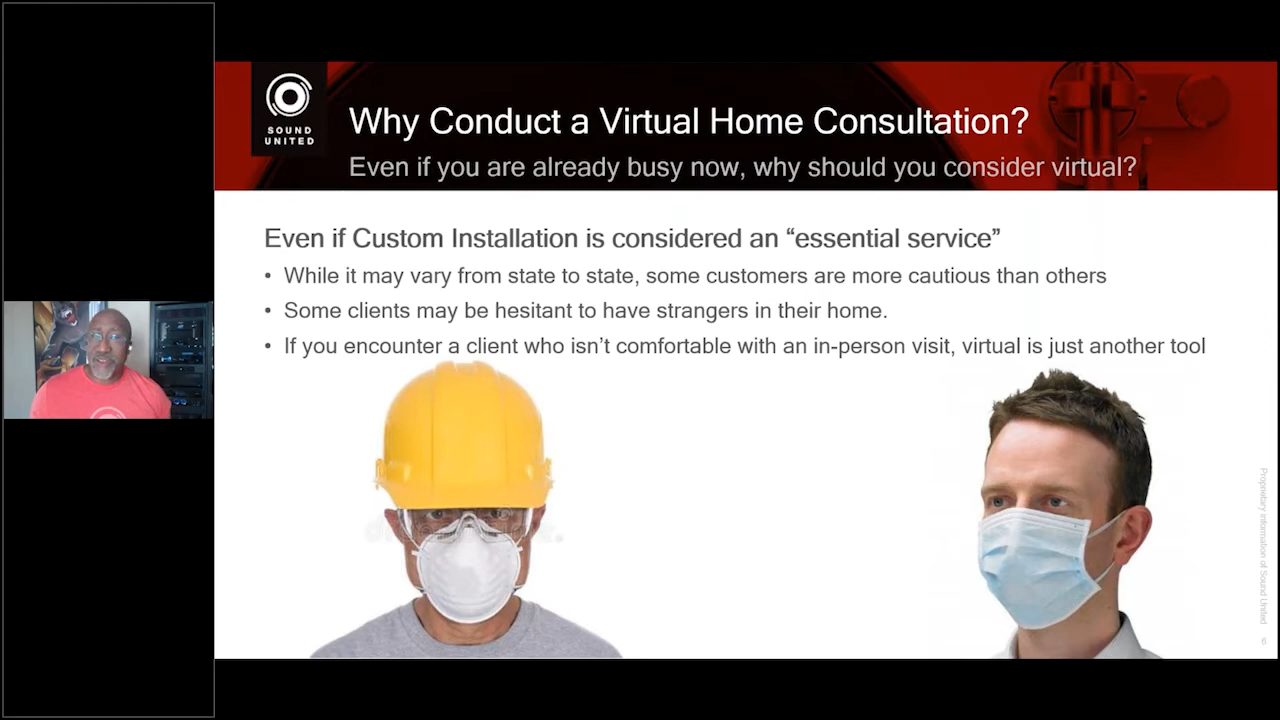 SOUND
UNITED
Why Conduct a Virtual Home Consultation?
Even if you are already busy now, why should you consider virtual?
Even if Custom Installation is considered an “essential service”
• While it may vary from state to state, some customers are more cautious than others
• Some clients may be hesitant to have strangers in their home.
• If you encounter a client who isn’t comfortable with an in-person visit, virtual is just another tool
Proprietary information of Sound United
6